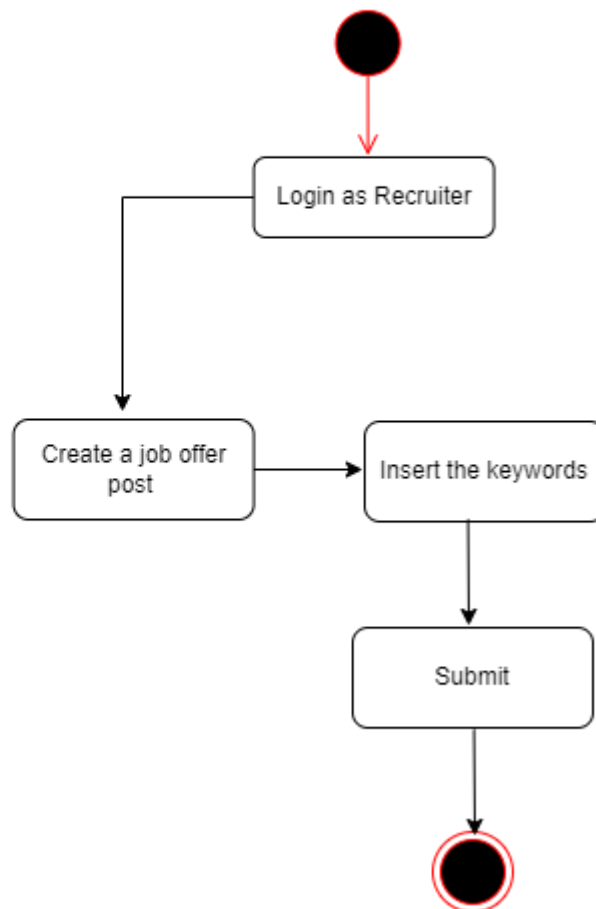 Login as Recruiter
Create a job offer
post
Insert the keywords
Submit